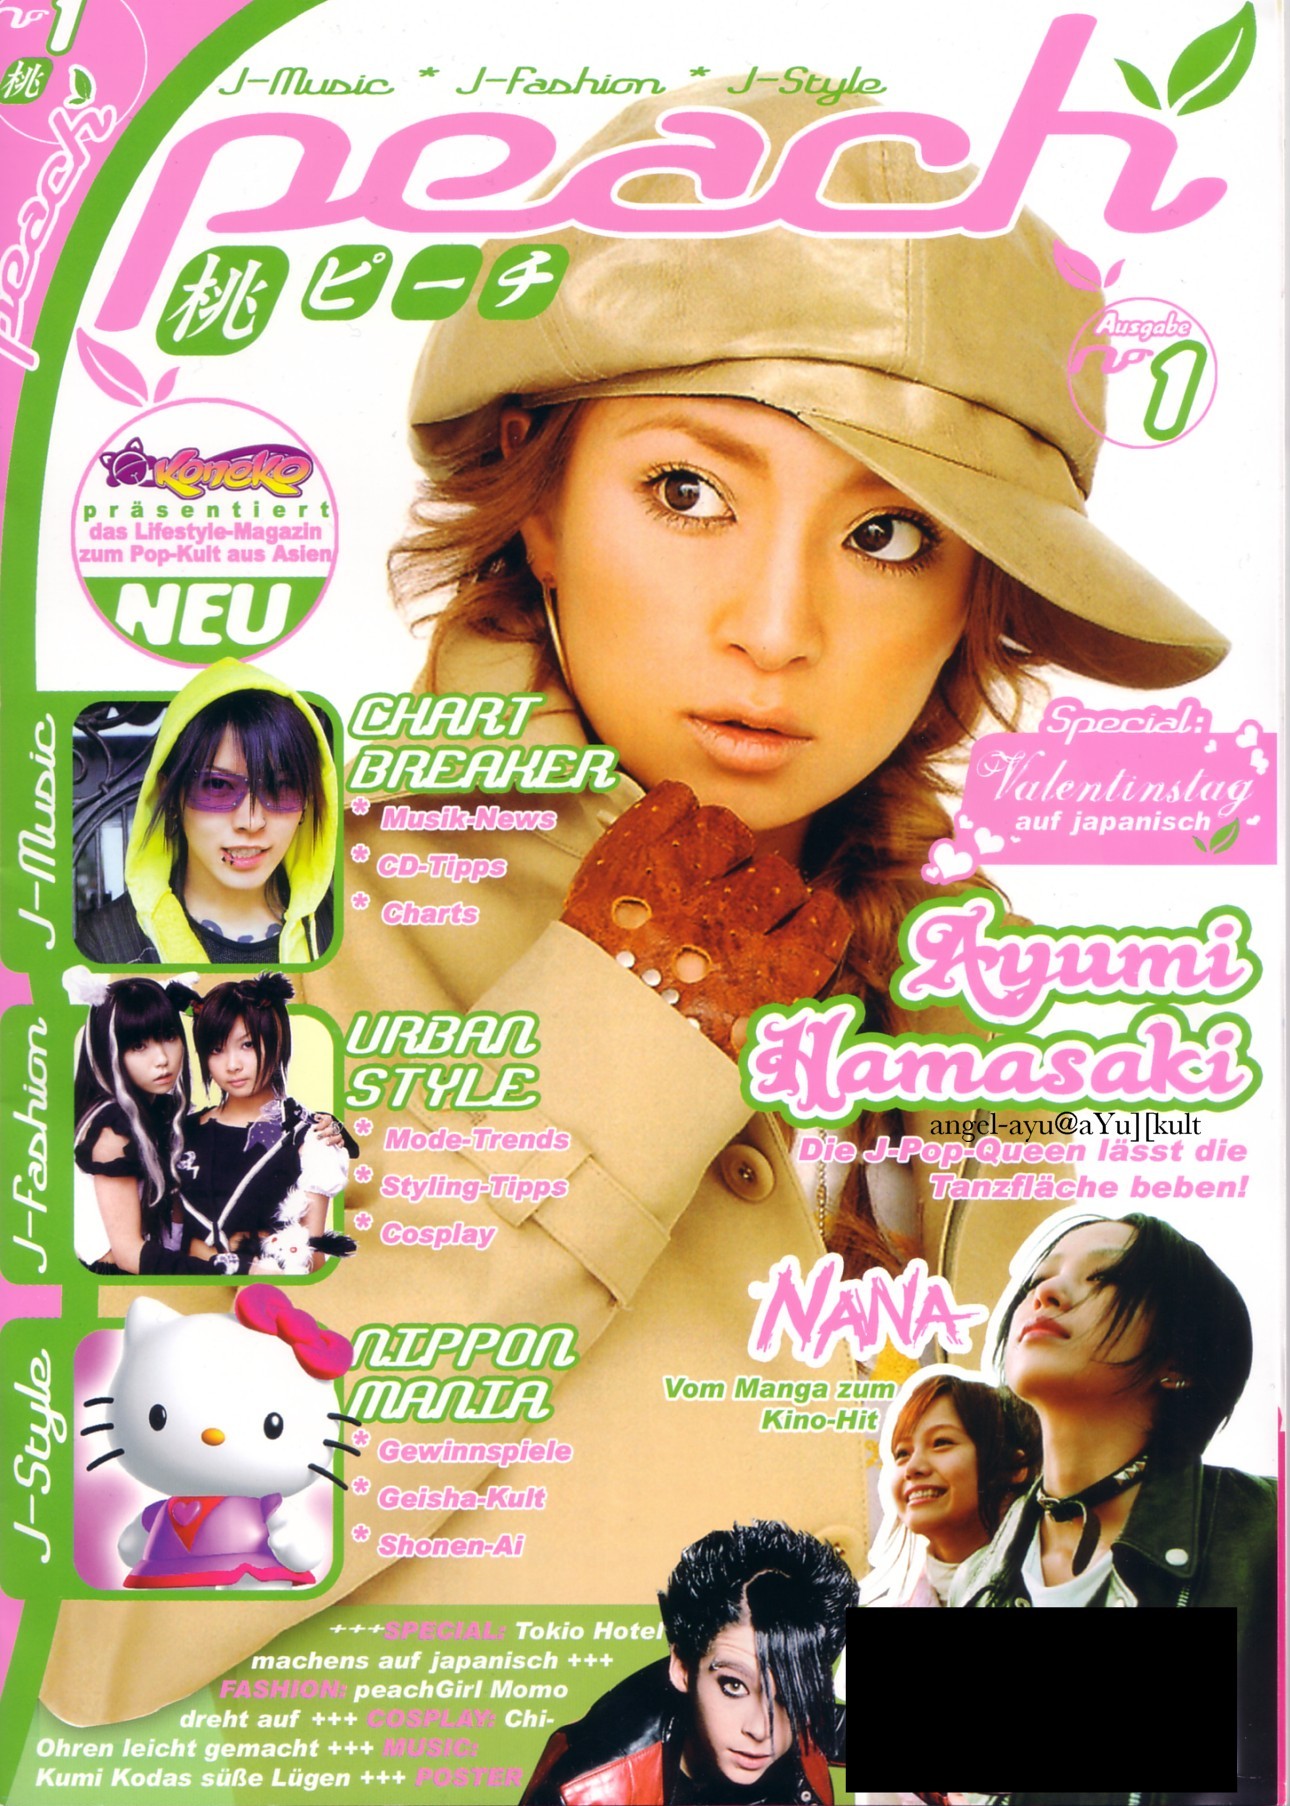 no 1
桃
peach
J-Music * J-Fashion * J-Style
peach
桃 ピーチ
Ausgabe
no 1
Koneko
präsentiert
das Lifestyle-Magazin
zum Pop-Kult aus Asien
NEU
J-Music
CHART
BREAKER
* Musik-News
* CD-Tipps
* Charts
Special:
Valentinstag
auf japanisch
Ayumi
Hamasaki
angel-ayu@aYu][kult
Die J-Pop-Queen lässt die
Tanzfläche beben!
J-Fashion
URBAN
STYLE
* Mode-Trends
* Styling-Tipps
* Cosplay
NANA
Vom Manga zum
Kino-Hit
J-Style
NIPPON
MANIA
* Gewinnspiele
* Geisha-Kult
* Shonen-Ai
+++SPECIAL: Tokio Hotel
machens auf japanisch +++
FASHION: peachGirl Momo
dreht auf +++ COSPLAY: Chi-
Ohren leicht gemacht +++ MUSIC:
Kumi Kodas süße Lügen +++ POSTER